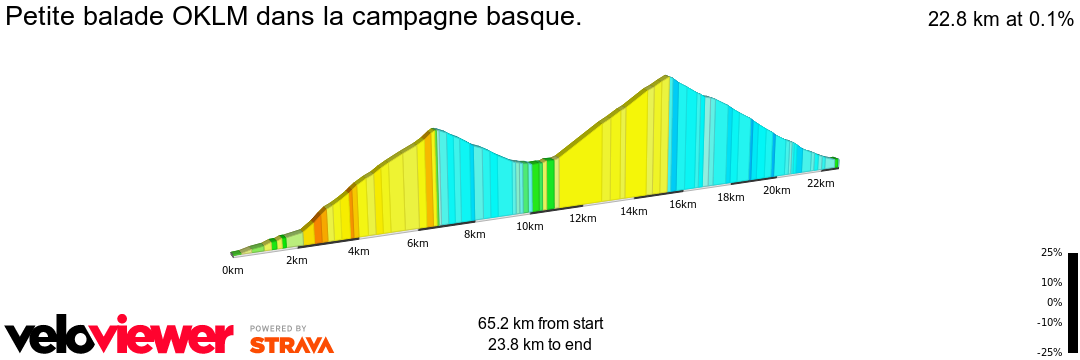 Petite balade OKLM dans la campagne basque.
22.8 km at 0.1%
0km
2km
4km
6km
8km
10km
12km
14km
16km
18km
20km
22km
25%
10%
0%
-10%
-25%
65.2 km from start
23.8 km to end
veloviewer
POWERED BY
STRAVA